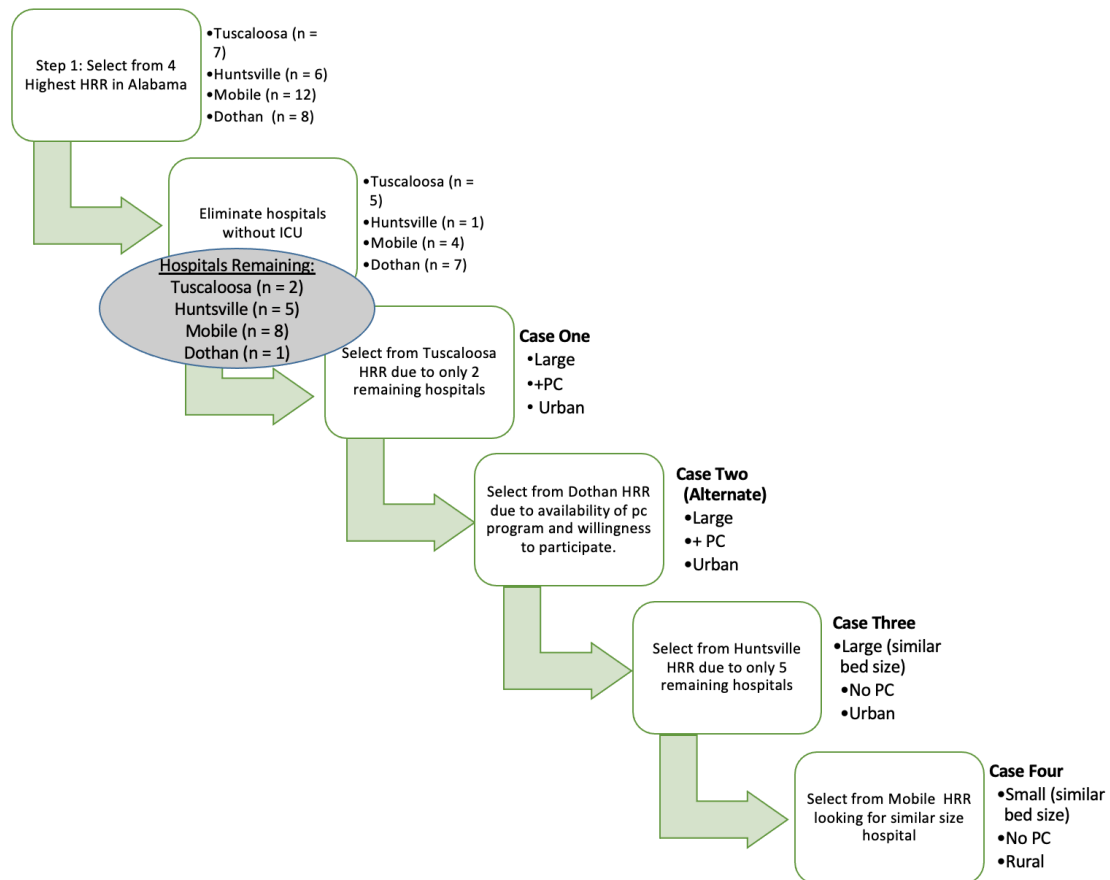 Step 1: Select from 4
Highest HRR in Alabama
•Tuscaloosa (n =
7)
•Huntsville (n = 6)
•Mobile (n = 12)
•Dothan  (n = 8)
Eliminate hospitals
without ICU
•Tuscaloosa (n =
5)
•Huntsville (n = 1)
•Mobile (n = 4)
•Dothan (n = 7)
Hospitals Remaining:
Tuscaloosa (n = 2)
Huntsville (n = 5)
Mobile (n = 8)
Dothan (n = 1)
Select from Tuscaloosa
HRR due to only 2
remaining hospitals
Case One
•Large
•+PC
• Urban
Select from Dothan HRR
due to availability of pc
program and willingness
to participate.
Case Two
(Alternate)
•Large
•+ PC
•Urban
Select from Huntsville
HRR due to only 5
remaining hospitals
Case Three
•Large (similar
bed size)
•No PC
•Urban
Select from Mobile  HRR
looking for similar size
hospital
Case Four
•Small (similar
bed size)
•No PC
•Rural